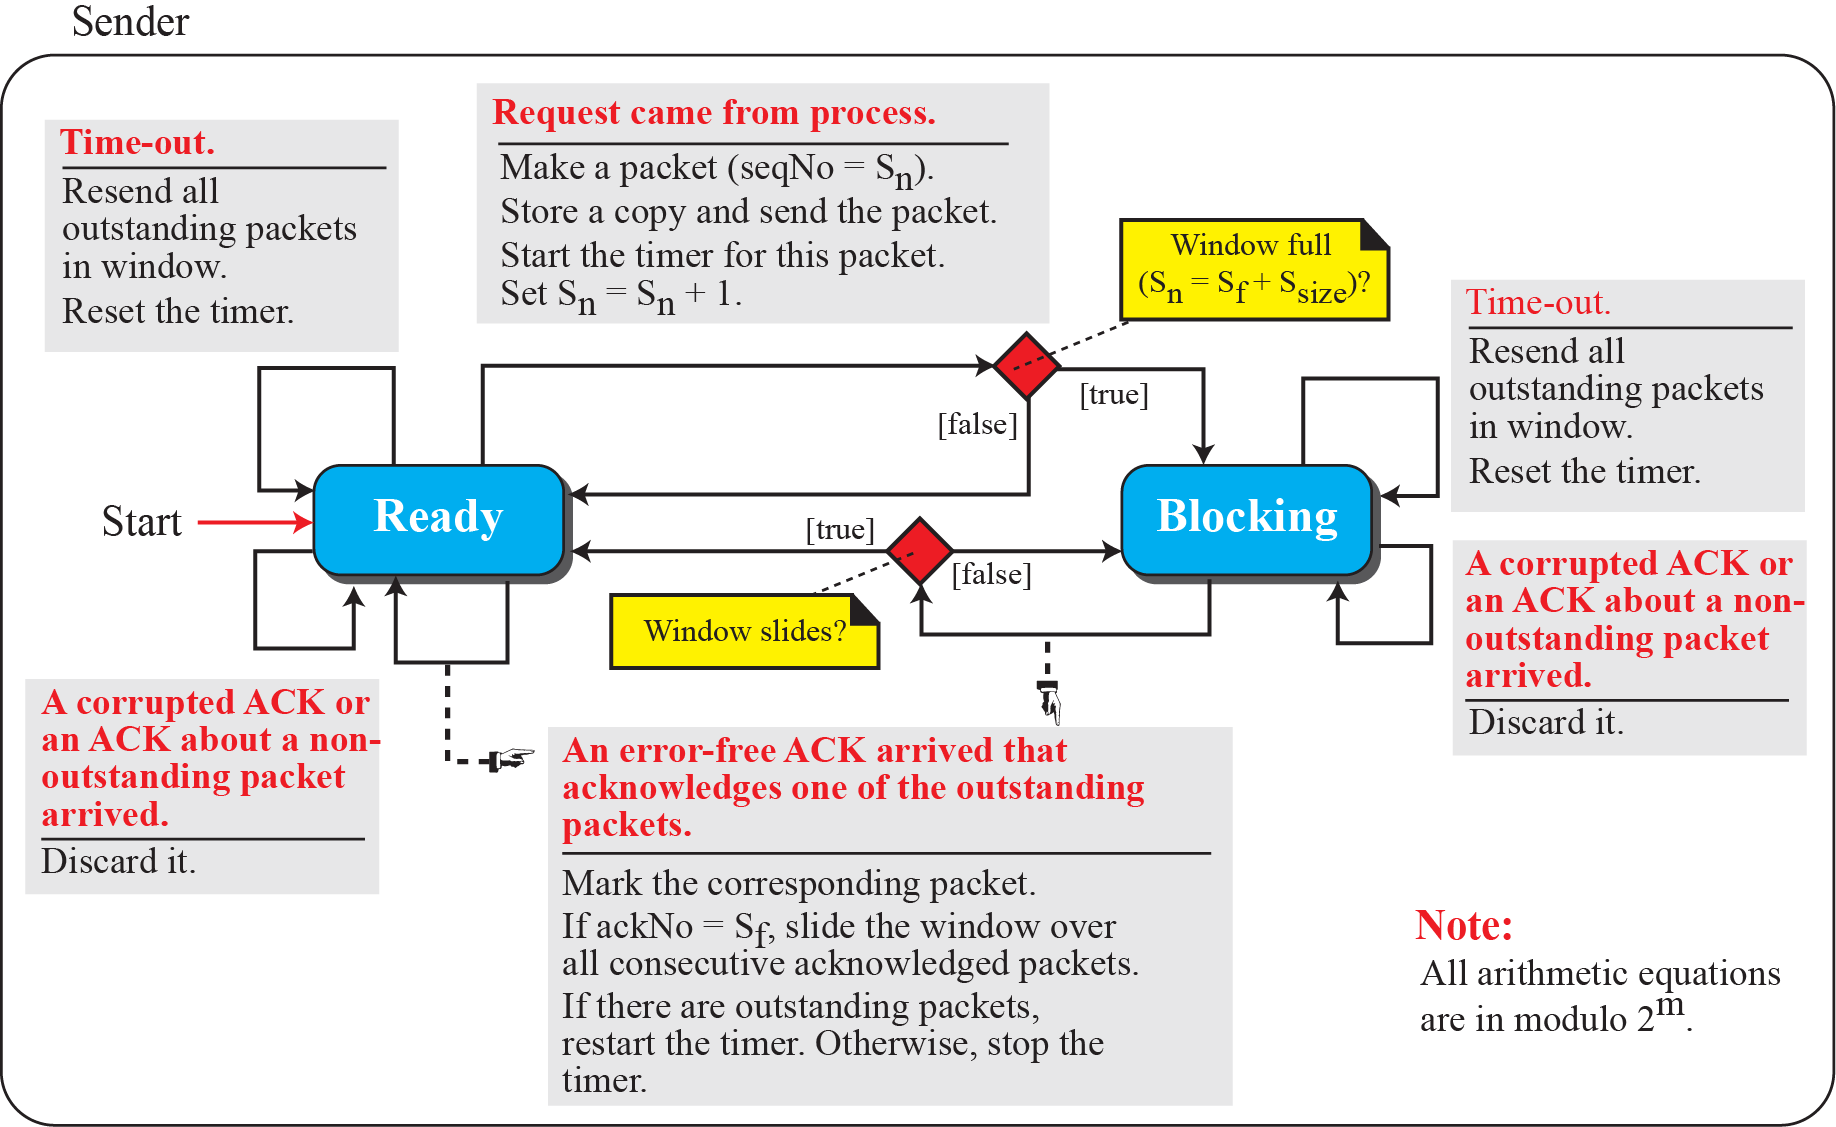 Sender
Time-out.
Resend all
outstanding packets
in window.
Reset the timer.
Request came from process.
Make a packet (seqNo = Sn).
Store a copy and send the packet.
Start the timer for this packet.
Set Sn = Sn + 1.
Window full
(Sn = Sf + Ssize)?
Time-out.
Resend all
outstanding packets
in window.
Reset the timer.
[true]
[false]
Start
Ready
Blocking
[true]
[false]
Window slides?
A corrupted ACK or
an ACK about a non-
outstanding packet
arrived.
Discard it.
A corrupted ACK or
an ACK about a non-
outstanding packet
arrived.
Discard it.
An error-free ACK arrived that
acknowledges one of the outstanding
packets.
Mark the corresponding packet.
If ackNo = Sf, slide the window over
all consecutive acknowledged packets.
If there are outstanding packets,
restart the timer. Otherwise, stop the
timer.
Note:
All arithmetic equations
are in modulo 2^m.